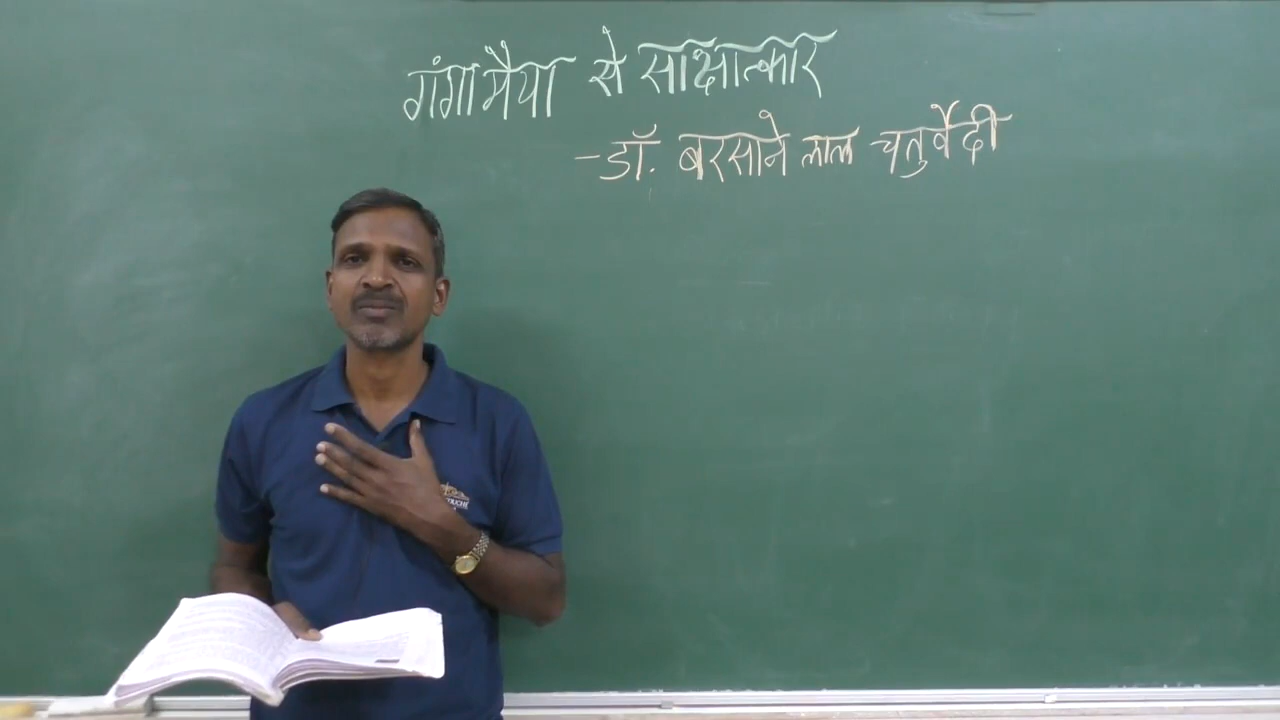 गंगा मैया से साक्षात्कार
-डॉ. बरसाने लाल चतुर्वेदी